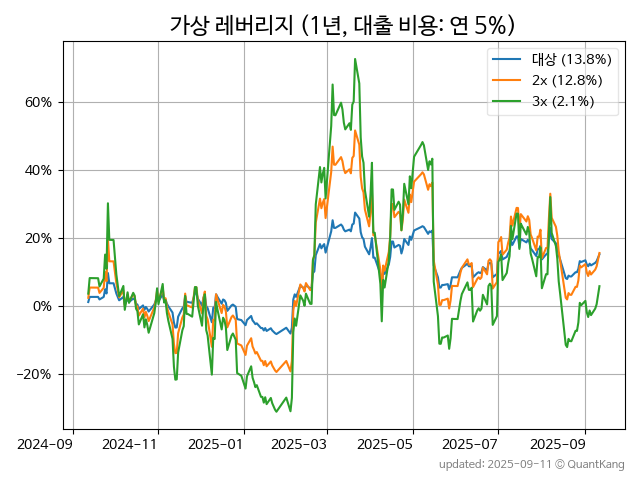 가상 레버리지 (1년, 대출 비용: 연 5%)
대상 (13.8%)
2x (12.8%)
3x (2.1%)
60%
40%
20%
0%
−20%
2024-09
2024-11
2025-01
2025-03
2025-05
2025-07
2025-09
updated: 2025-09-11 © QuantKang